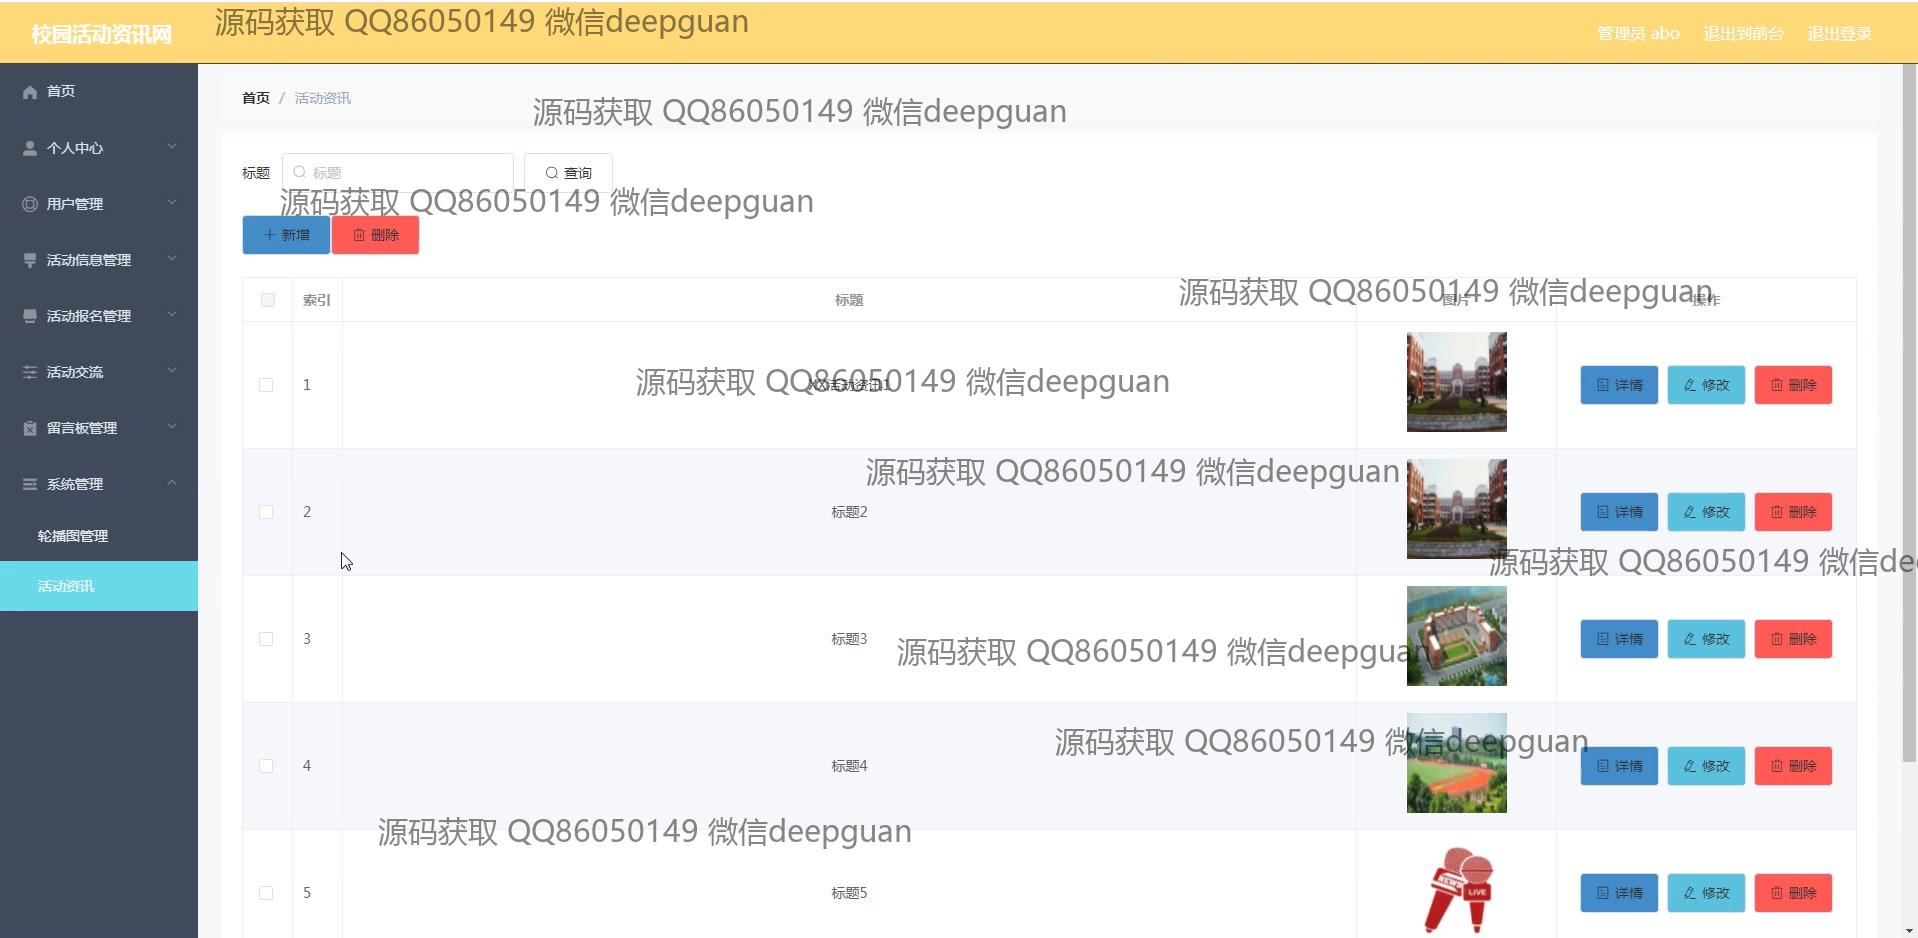 校园活动资讯网
源码获取 QQ86050149 微信deepguan
管理员 abo 退出到前台 退出登录
首页
个人中心
用户管理
活动信息管理
活动报名管理
活动交流
留言板管理
系统管理
轮播图管理
活动资讯
首页 / 活动资讯
源码获取 QQ86050149 微信deepguan
标题 标题 查询
源码获取 QQ86050149 微信deepguan
新增 删除
源码获取 QQ86050149 微信deepguan
索引 标题 图片 操作
源码获取 QQ86050149 微信deepguan
1 XX活动资讯1 详情 修改 删除
源码获取 QQ86050149 微信deepguan
2 标题2 详情 修改 删除
源码获取 QQ86050149 微信de
3 标题3 详情 修改 删除
源码获取 QQ86050149 微信deepguan
源码获取 QQ86050149 微信deepguan
4 标题4 详情 修改 删除
源码获取 QQ86050149 微信deepguan
5 标题5 NEWS LIVE 详情 修改 删除